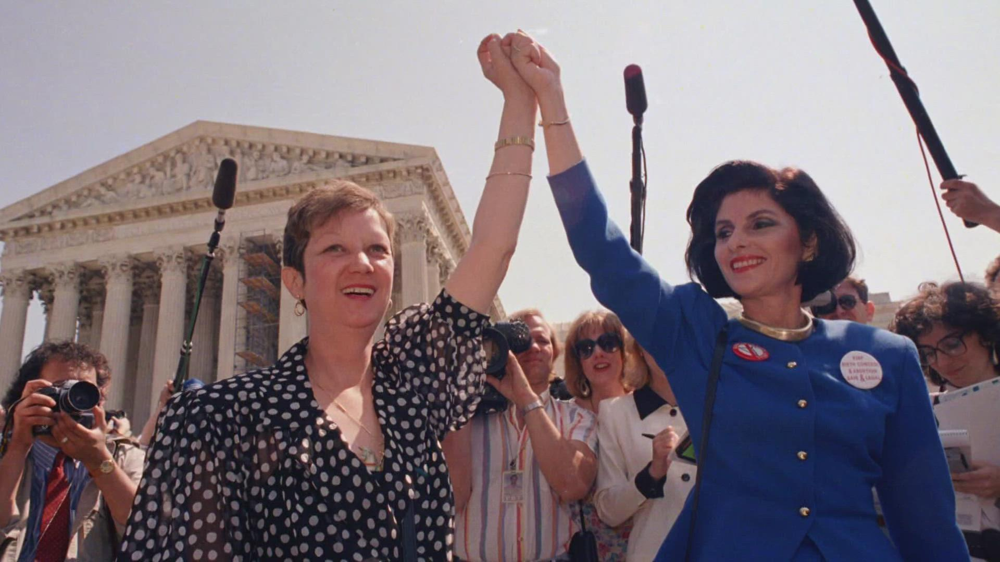 KEEP
BIRTH CONTROL
& ABORTION
SAFE & LEGAL